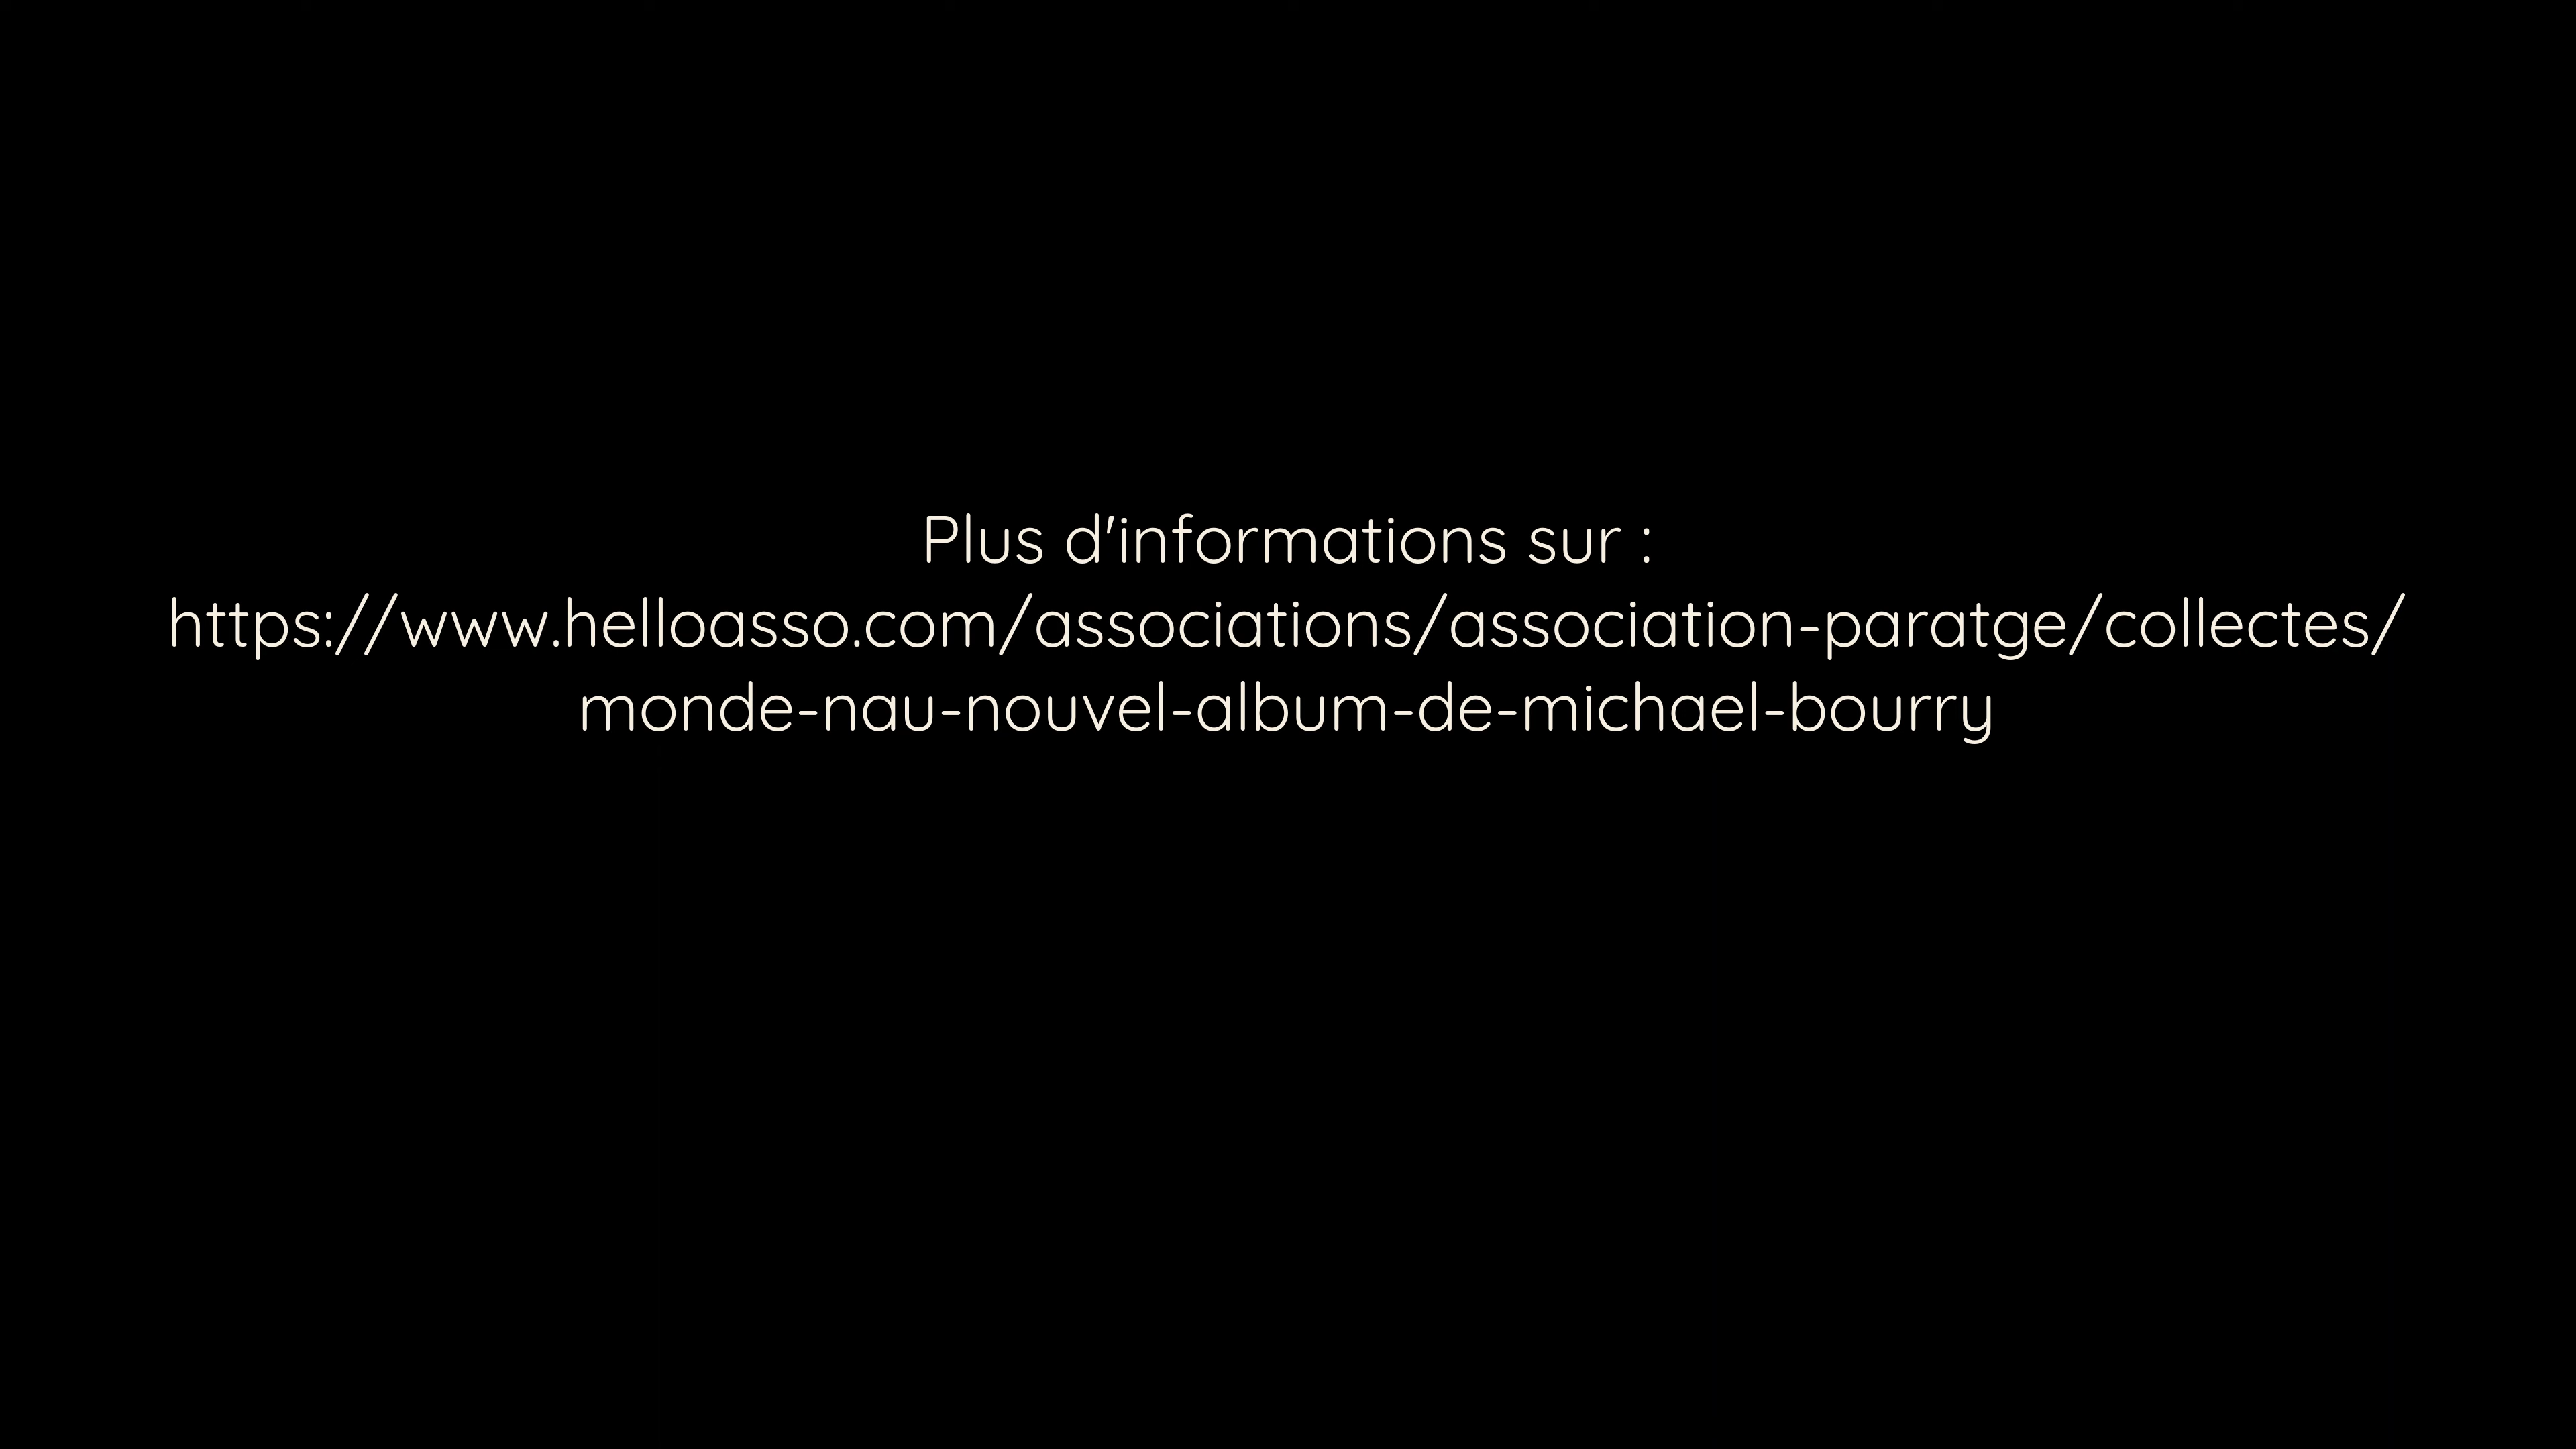 Plus d'informations sur :
https://www.helloasso.com/associations/association-paratge/collectes/
monde-nau-nouvel-album-de-michael-bourry